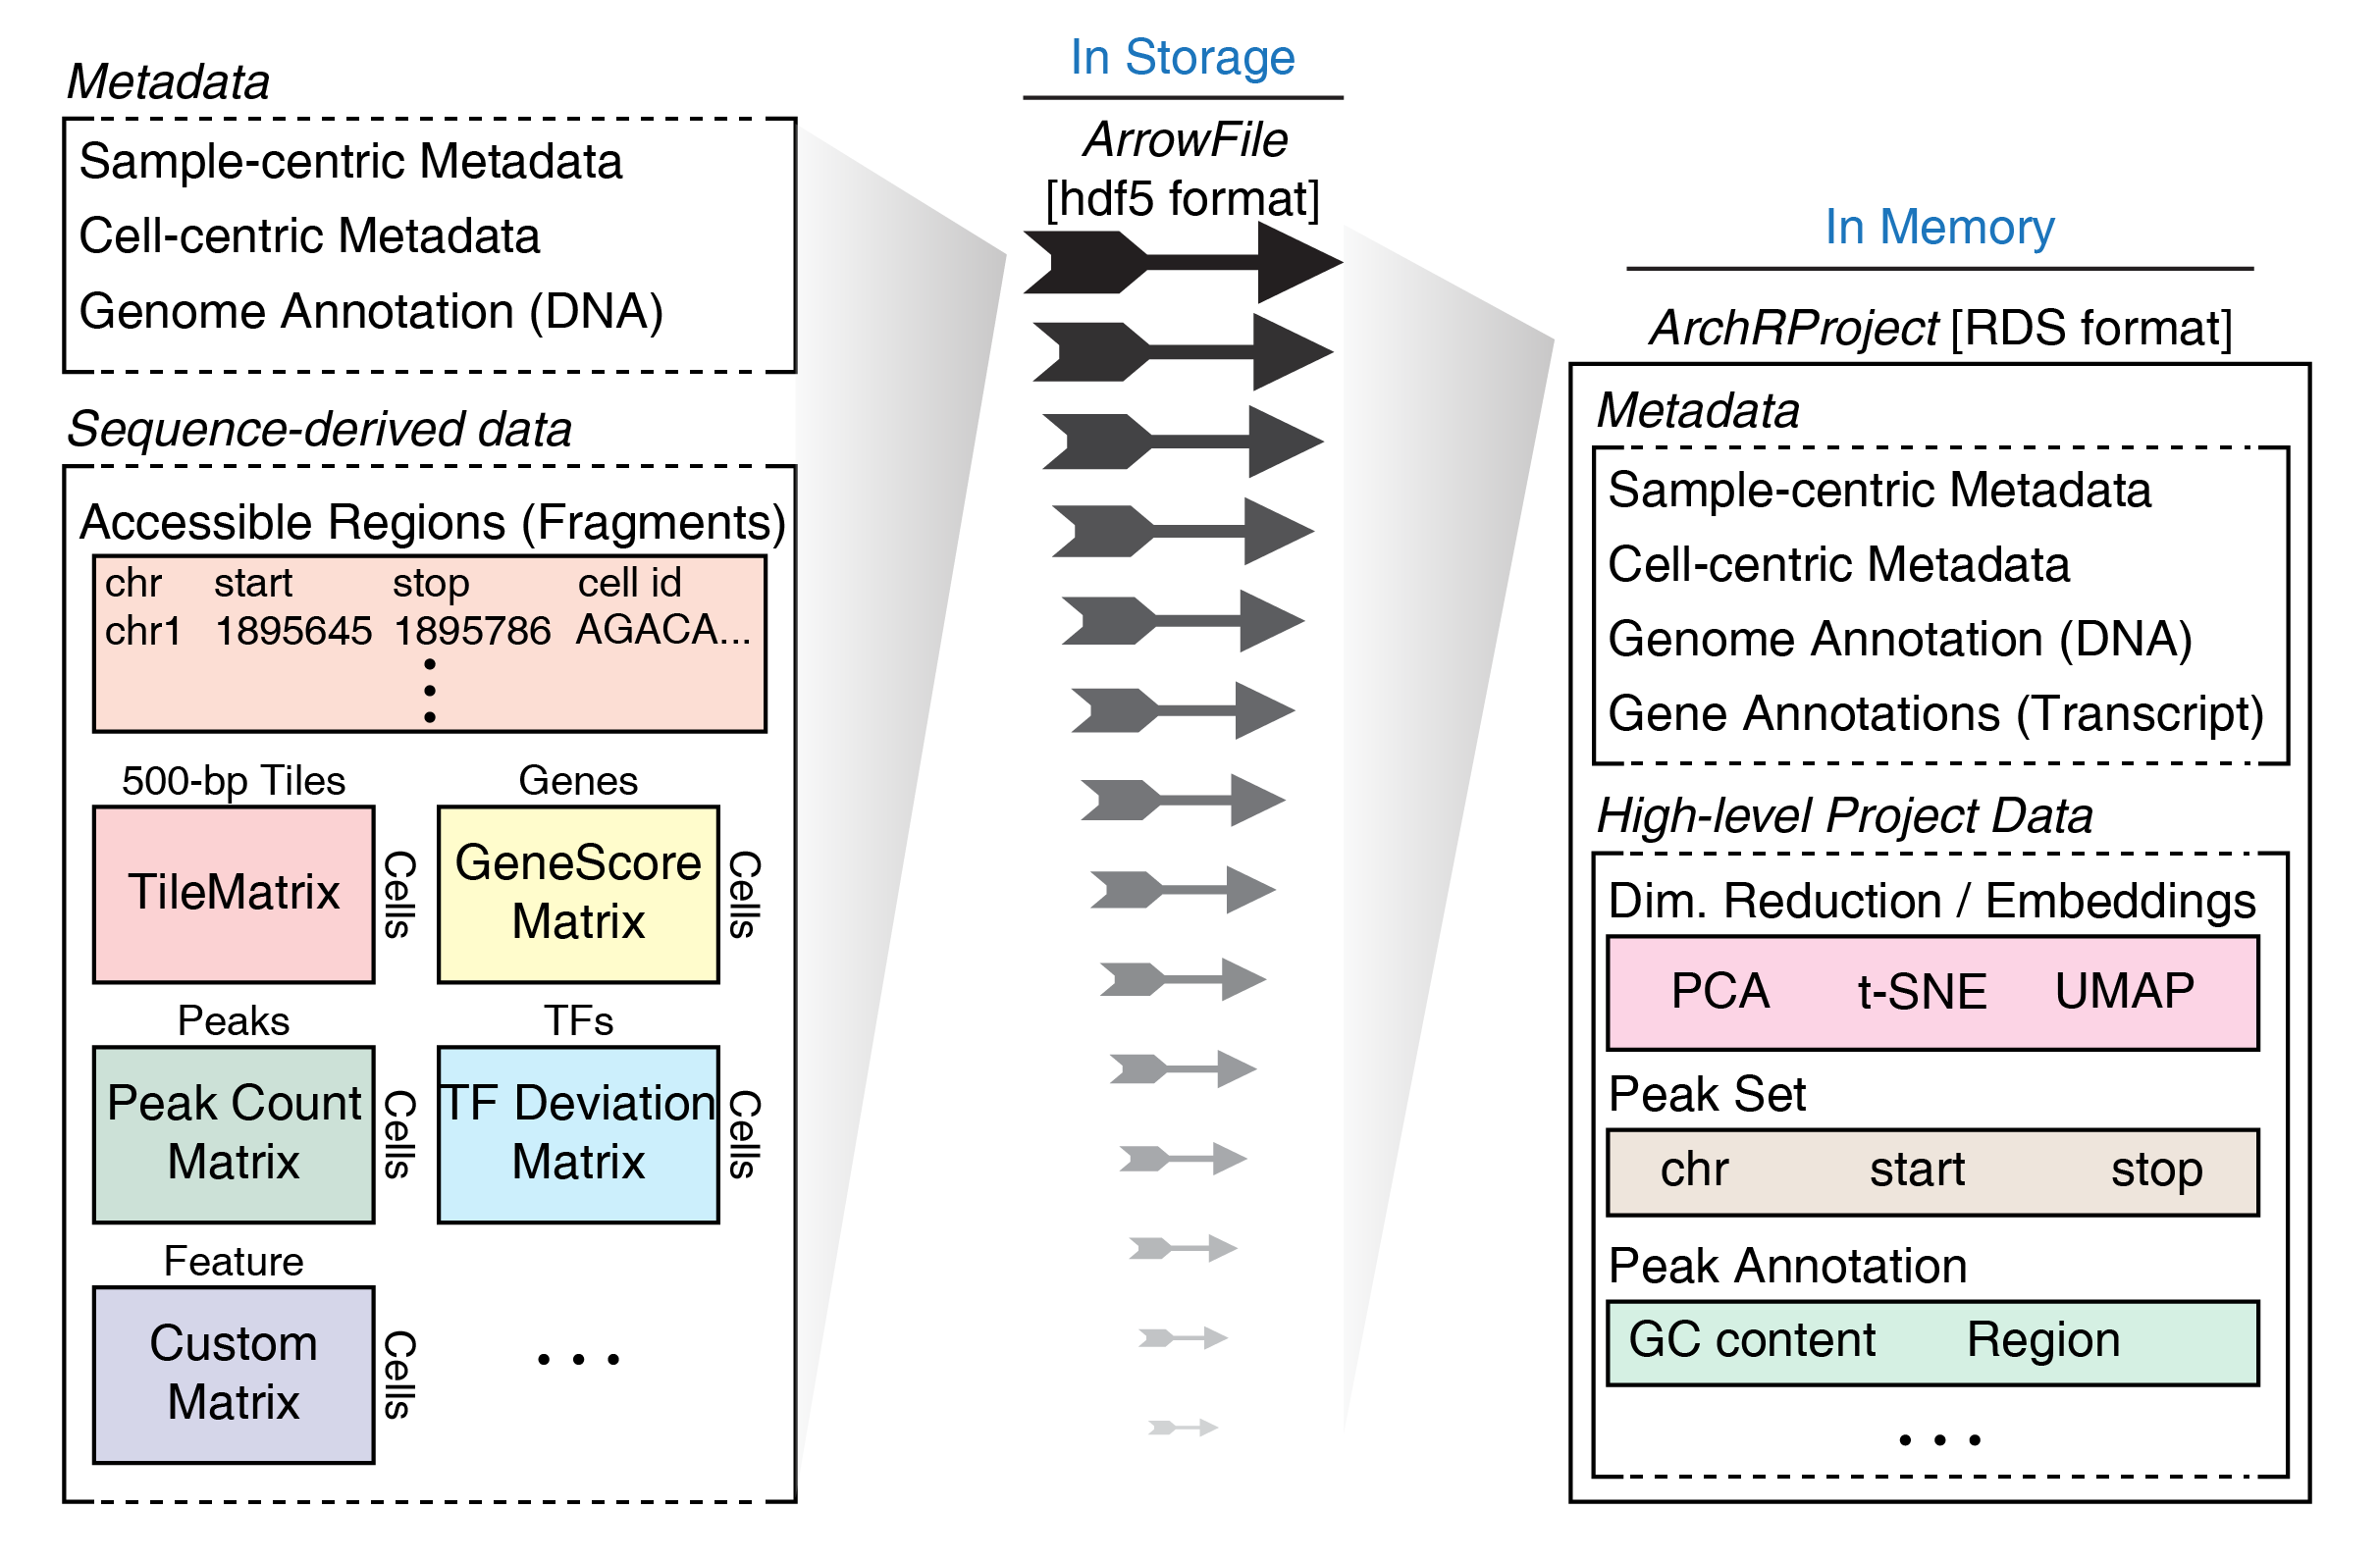 Metadata
Sample-centric Metadata
Cell-centric Metadata
Genome Annotation (DNA)
Sequence-derived data
Accessible Regions (Fragments)
chr start stop cell id
chr1 1895645 1895786 AGACA...
500-bp Tiles
TileMatrix
Cells
Genes
GeneScore
Matrix
Cells
Peaks
Peak Count
Matrix
Cells
TFs
TF Deviation
Matrix
Cells
Feature
Custom
Matrix
Cells
In Storage
ArrowFile
[hdf5 format]
In Memory
ArchRProject [RDS format]
Metadata
Sample-centric Metadata
Cell-centric Metadata
Genome Annotation (DNA)
Gene Annotations (Transcript)
High-level Project Data
Dim. Reduction / Embeddings
PCA t-SNE UMAP
Peak Set
chr start stop
Peak Annotation
GC content Region